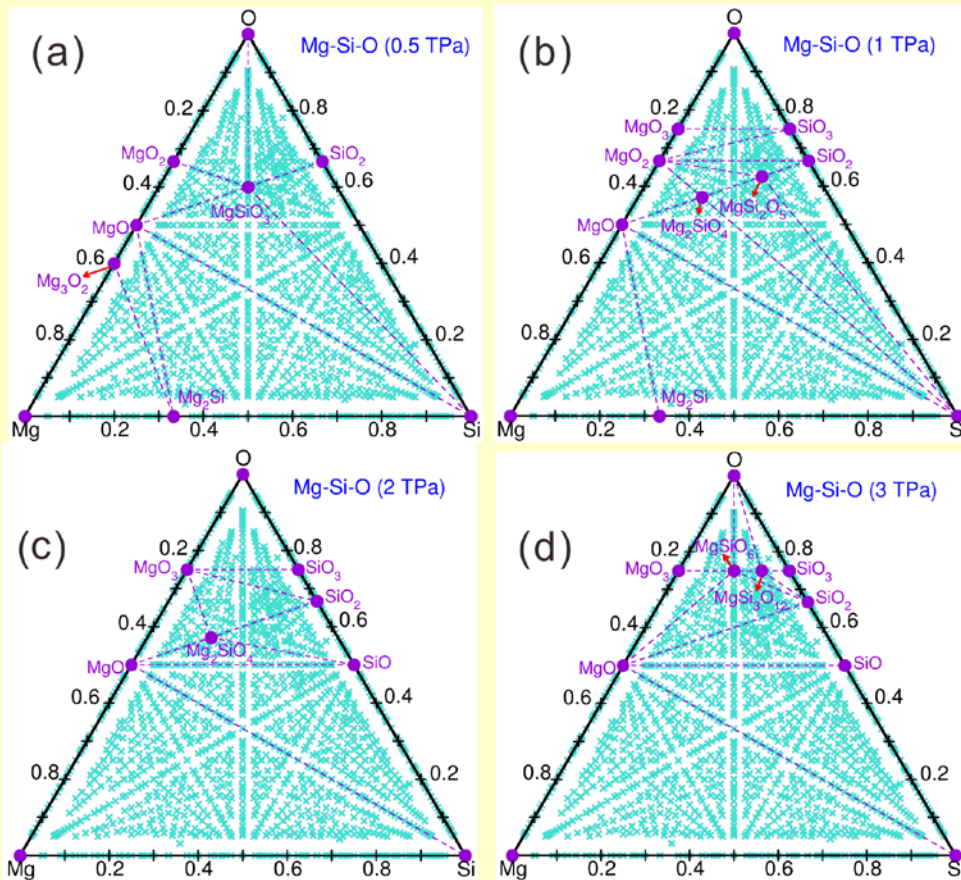 (a)
O
Mg-Si-O (0.5 TPa)
0.2
0.8
MgO₂
SiO₂
0.4
0.6
MgSiO₃
MgO
0.6
0.4
Mg₃O₂
0.8
0.2
Mg₂Si
Mg 0.2 0.4 0.6 0.8 Si
(b)
O
Mg-Si-O (1 TPa)
0.2
0.8
MgO₃
SiO₃
MgO₂
SiO₂
0.4
0.6
MgSi₂O₅
Mg₂SiO₄
MgO
0.6
0.4
0.8
0.2
Mg₂Si
Mg 0.2 0.4 0.6 0.8 S
(c)
O
Mg-Si-O (2 TPa)
0.2
0.8
MgO₃
SiO₃
SiO₂
0.4
0.6
Mg₂SiO₄
MgO
SiO
0.6
0.4
0.8
0.2
Mg 0.2 0.4 0.6 0.8 Si
(d)
O
Mg-Si-O (3 TPa)
0.2
MgSiO₆
0.8
MgO₃
SiO₃
MgSi₃O₁₂
SiO₂
0.4
0.6
MgO
SiO
0.6
0.4
0.8
0.2
Mg 0.2 0.4 0.6 0.8 S